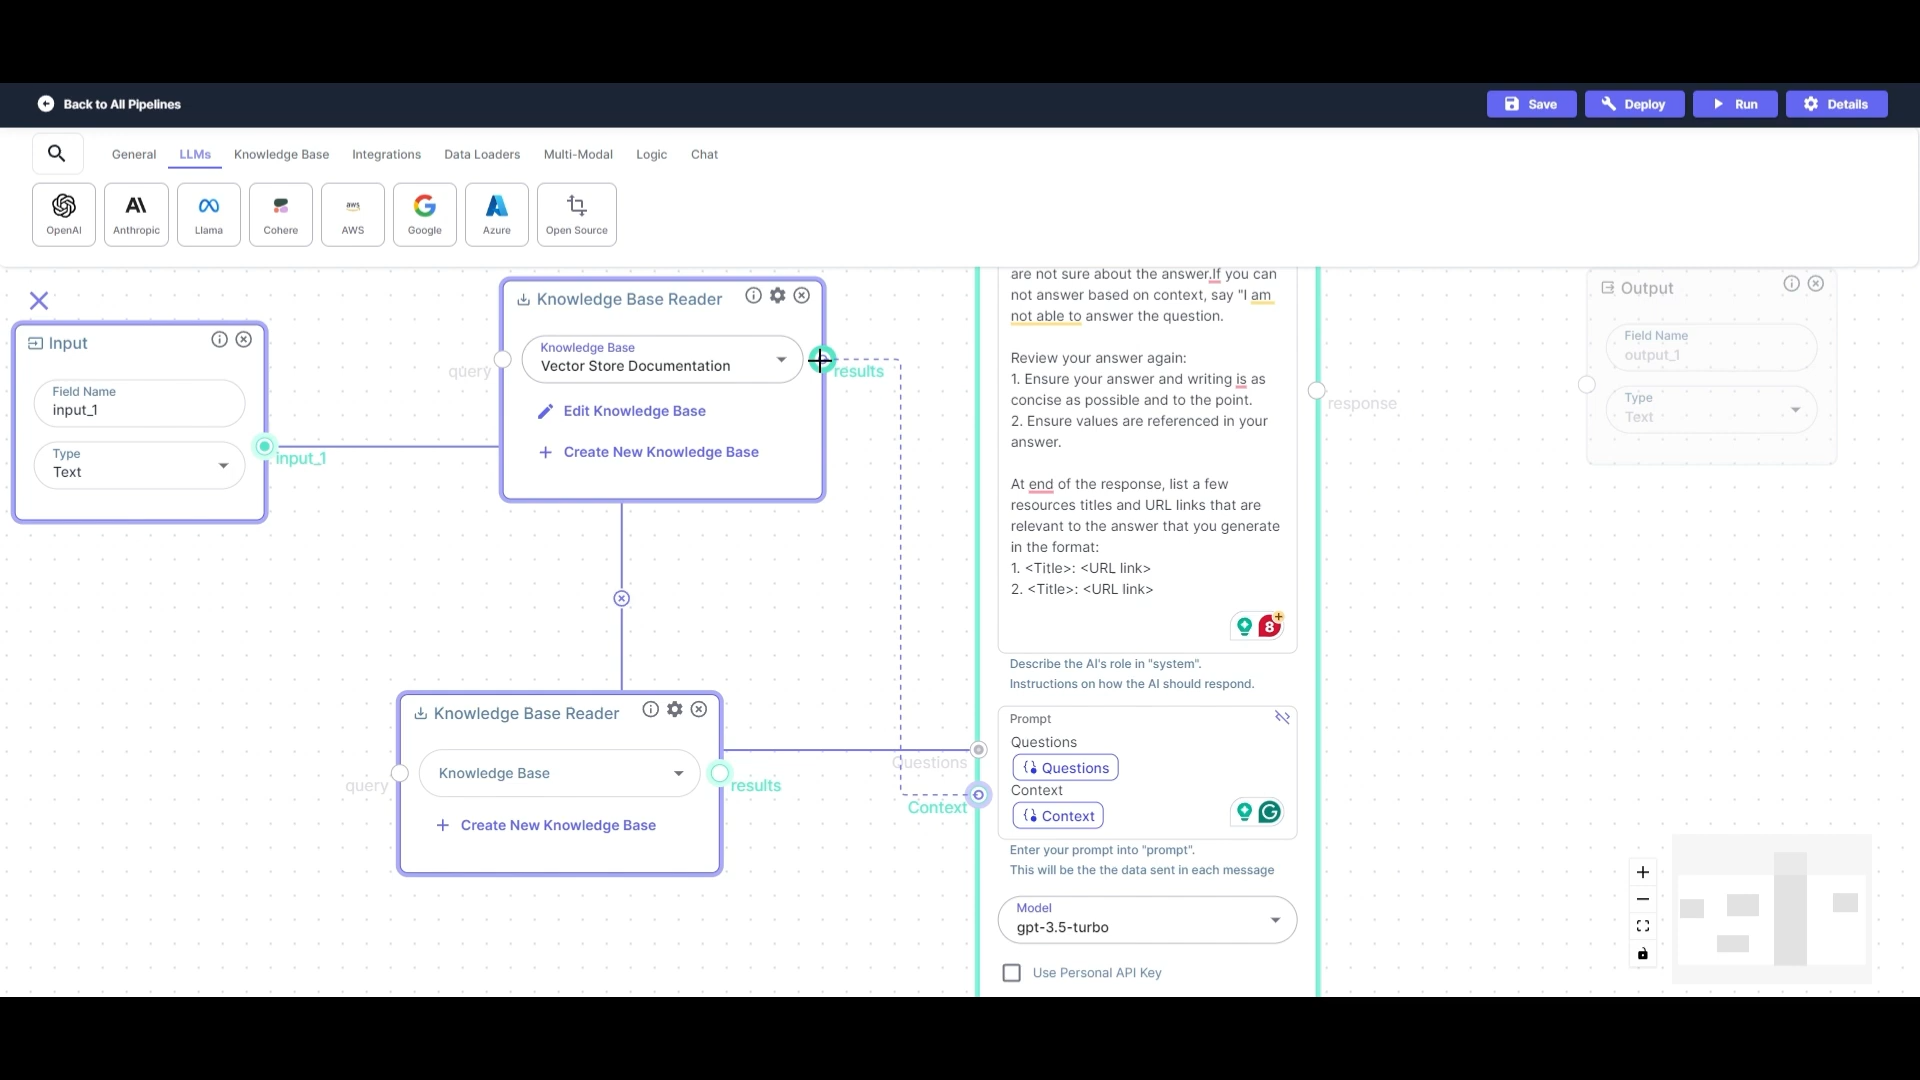 Back to All Pipelines
Save
Deploy
Run
Details
General
LLMs
Knowledge Base
Integrations
Data Loaders
Multi-Modal
Logic
Chat
OpenAI
Anthropic
Llama
Cohere
aws
AWS
Google
Azure
Open Source
Input
Field Name
input_1
Type
Text
input_1
Knowledge Base Reader
query
Knowledge Base
Vector Store Documentation
results
Edit Knowledge Base
Create New Knowledge Base
Knowledge Base Reader
query
Knowledge Base
results
Create New Knowledge Base
are not sure about the answer.If you can
not answer based on context, say "I am
not able to answer the question.
Review your answer again:
1. Ensure your answer and writing is as
concise as possible and to the point.
2. Ensure values are referenced in your
answer.
At end of the response, list a few
resources titles and URL links that are
relevant to the answer that you generate
in the format:
1. <Title>: <URL link>
2. <Title>: <URL link>
8
Describe the AI's role in "system".
Instructions on how the AI should respond.
Prompt
Questions
Questions
Context
Context
Questions
Context
Enter your prompt into "prompt".
This will be the the data sent in each message
Model
gpt-3.5-turbo
Use Personal API Key
response
Output
Field Name
output_1
Type
Text